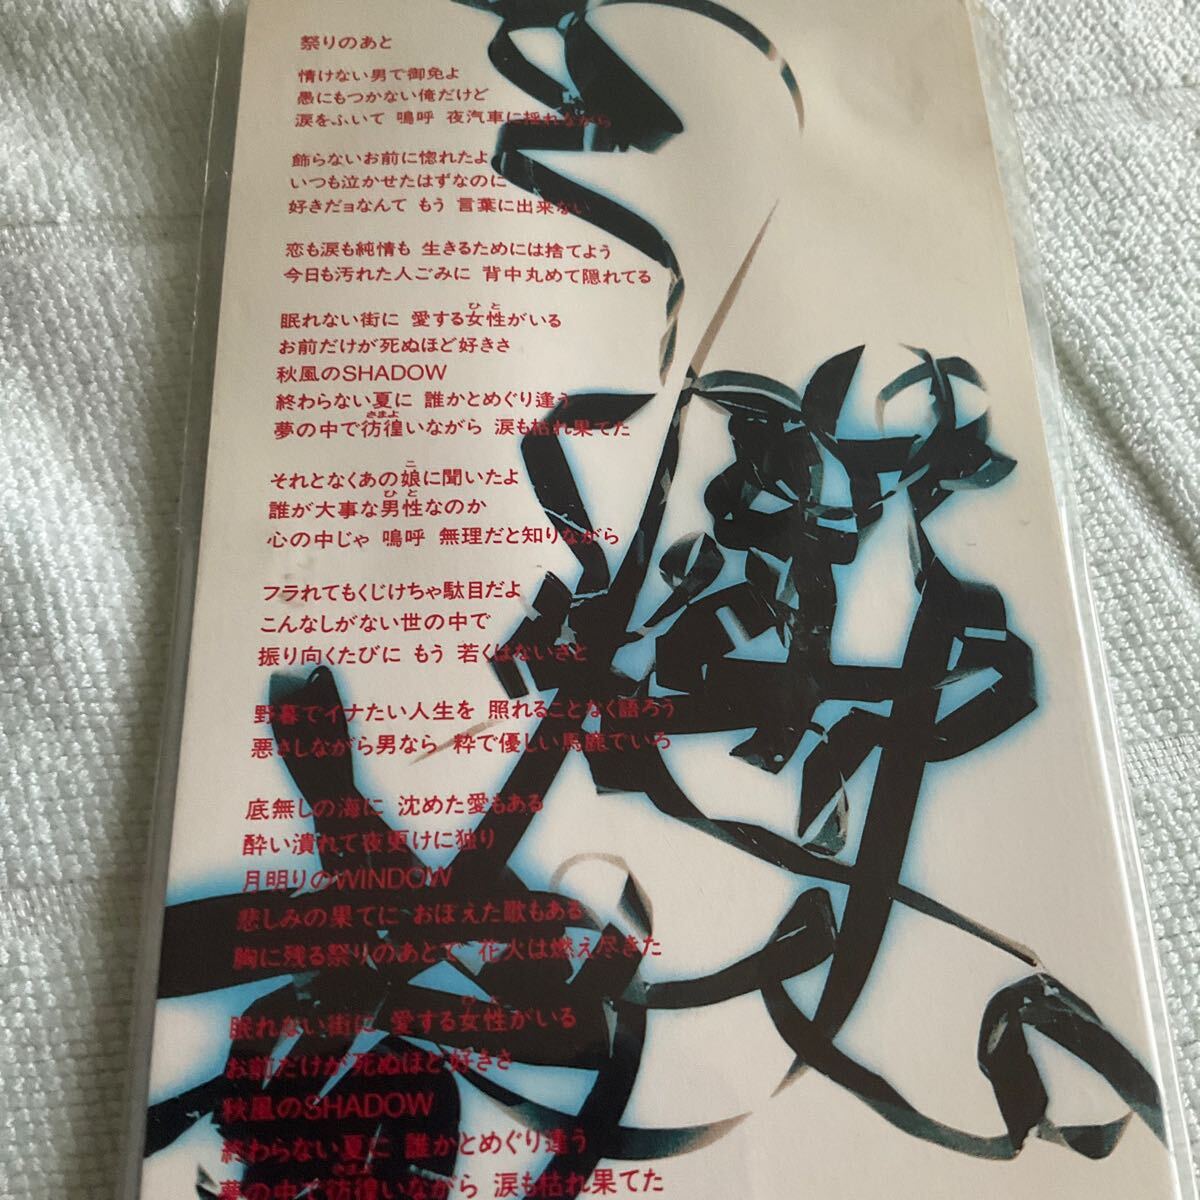 祭りのあと
情けない男で御免よ
愚にもつかない俺だけど
涙をふいて 嗚呼 夜汽車に揺れながら
飾らないお前に惚れたよ
いつも泣かせたはずなのに
好きだョなんて もう 言葉に出来ない
恋も涙も純情も 生きるためには捨てよう
今日も汚れた人ごみに 背中丸めて隠れてる
ひと
眠れない街に 愛する女性がいる
お前だけが死ぬほど好きさ
秋風のSHADOW
終わらない夏に 誰かとめぐり逢う
さまよ
夢の中で彷徨いながら 涙も枯れ果てた
こ
それとなくあの娘に聞いたよ
ひと
誰が大事な男性なのか
心の中じゃ 嗚呼 無理だと知りながら
フラれてもくじけちゃ駄目だよ
こんなしがない世の中で
振り向くたびに もう 若くはないさと
野暮でイナたい人生を 照れることなく語ろう
悪さしながら男なら 粋で優しい馬鹿でいろ
底無しの海に 沈めた愛もある
酔い潰れて夜更けに独り
月明りのWINDOW
悲しみの果てに おぼえた歌もある
胸に残る祭りのあとで 花火は燃え尽きた
ひと
眠れない街に 愛する女性がいる
お前だけが死ぬほど好きさ
秋風のSHADOW
終わらない夏に 誰かとめぐり逢う
さまよ
夢の中で彷徨いながら 涙も枯れ果てた